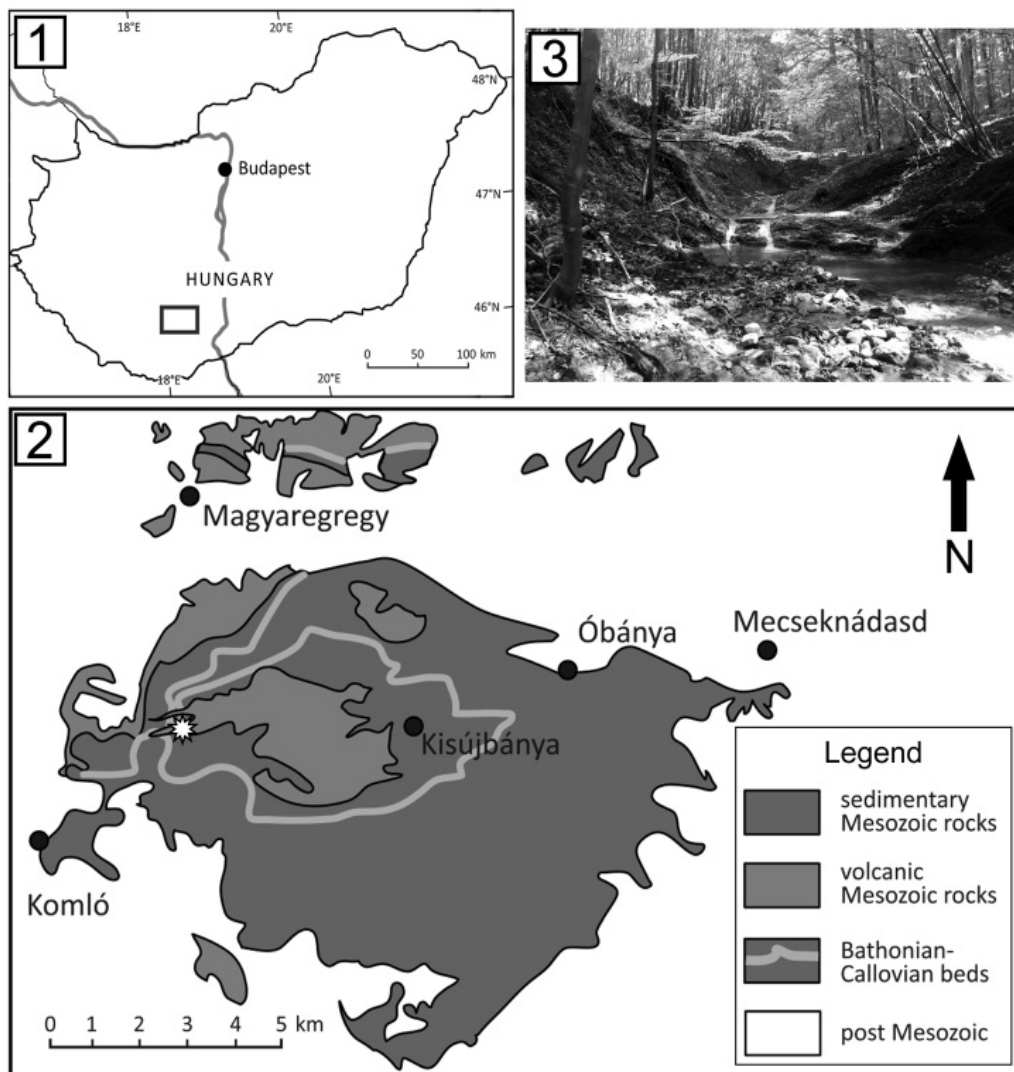 1
18°E
20°E
48°N
Budapest
47°N
HUNGARY
46°N
0 50 100 km
18°E
20°E
3
2
Magyaregregy
N
Óbánya
Mecseknádasd
Kisújbánya
Komló
0 1 2 3 4 5 km
Legend
sedimentary
Mesozoic rocks
volcanic
Mesozoic rocks
Bathonian-
Callovian beds
post Mesozoic